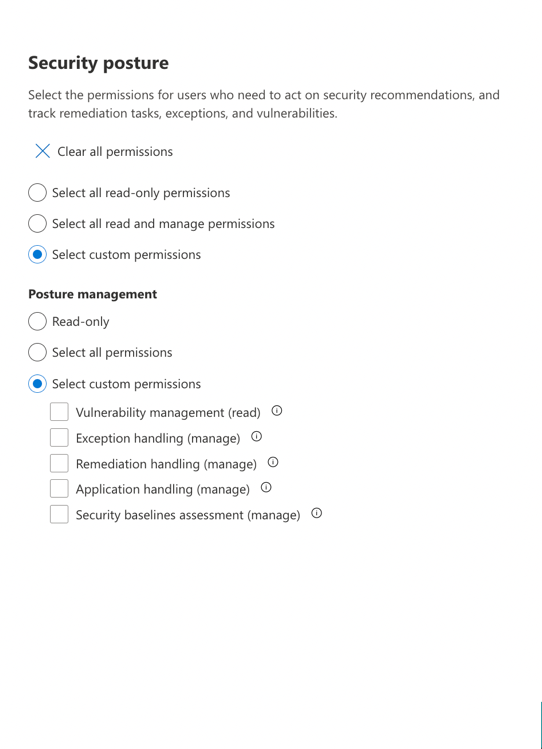 Security posture
Select the permissions for users who need to act on security recommendations, and
track remediation tasks, exceptions, and vulnerabilities.
Clear all permissions
Select all read-only permissions
Select all read and manage permissions
Select custom permissions
Posture management
Read-only
Select all permissions
Select custom permissions
Vulnerability management (read)
Exception handling (manage)
Remediation handling (manage)
Application handling (manage)
Security baselines assessment (manage)